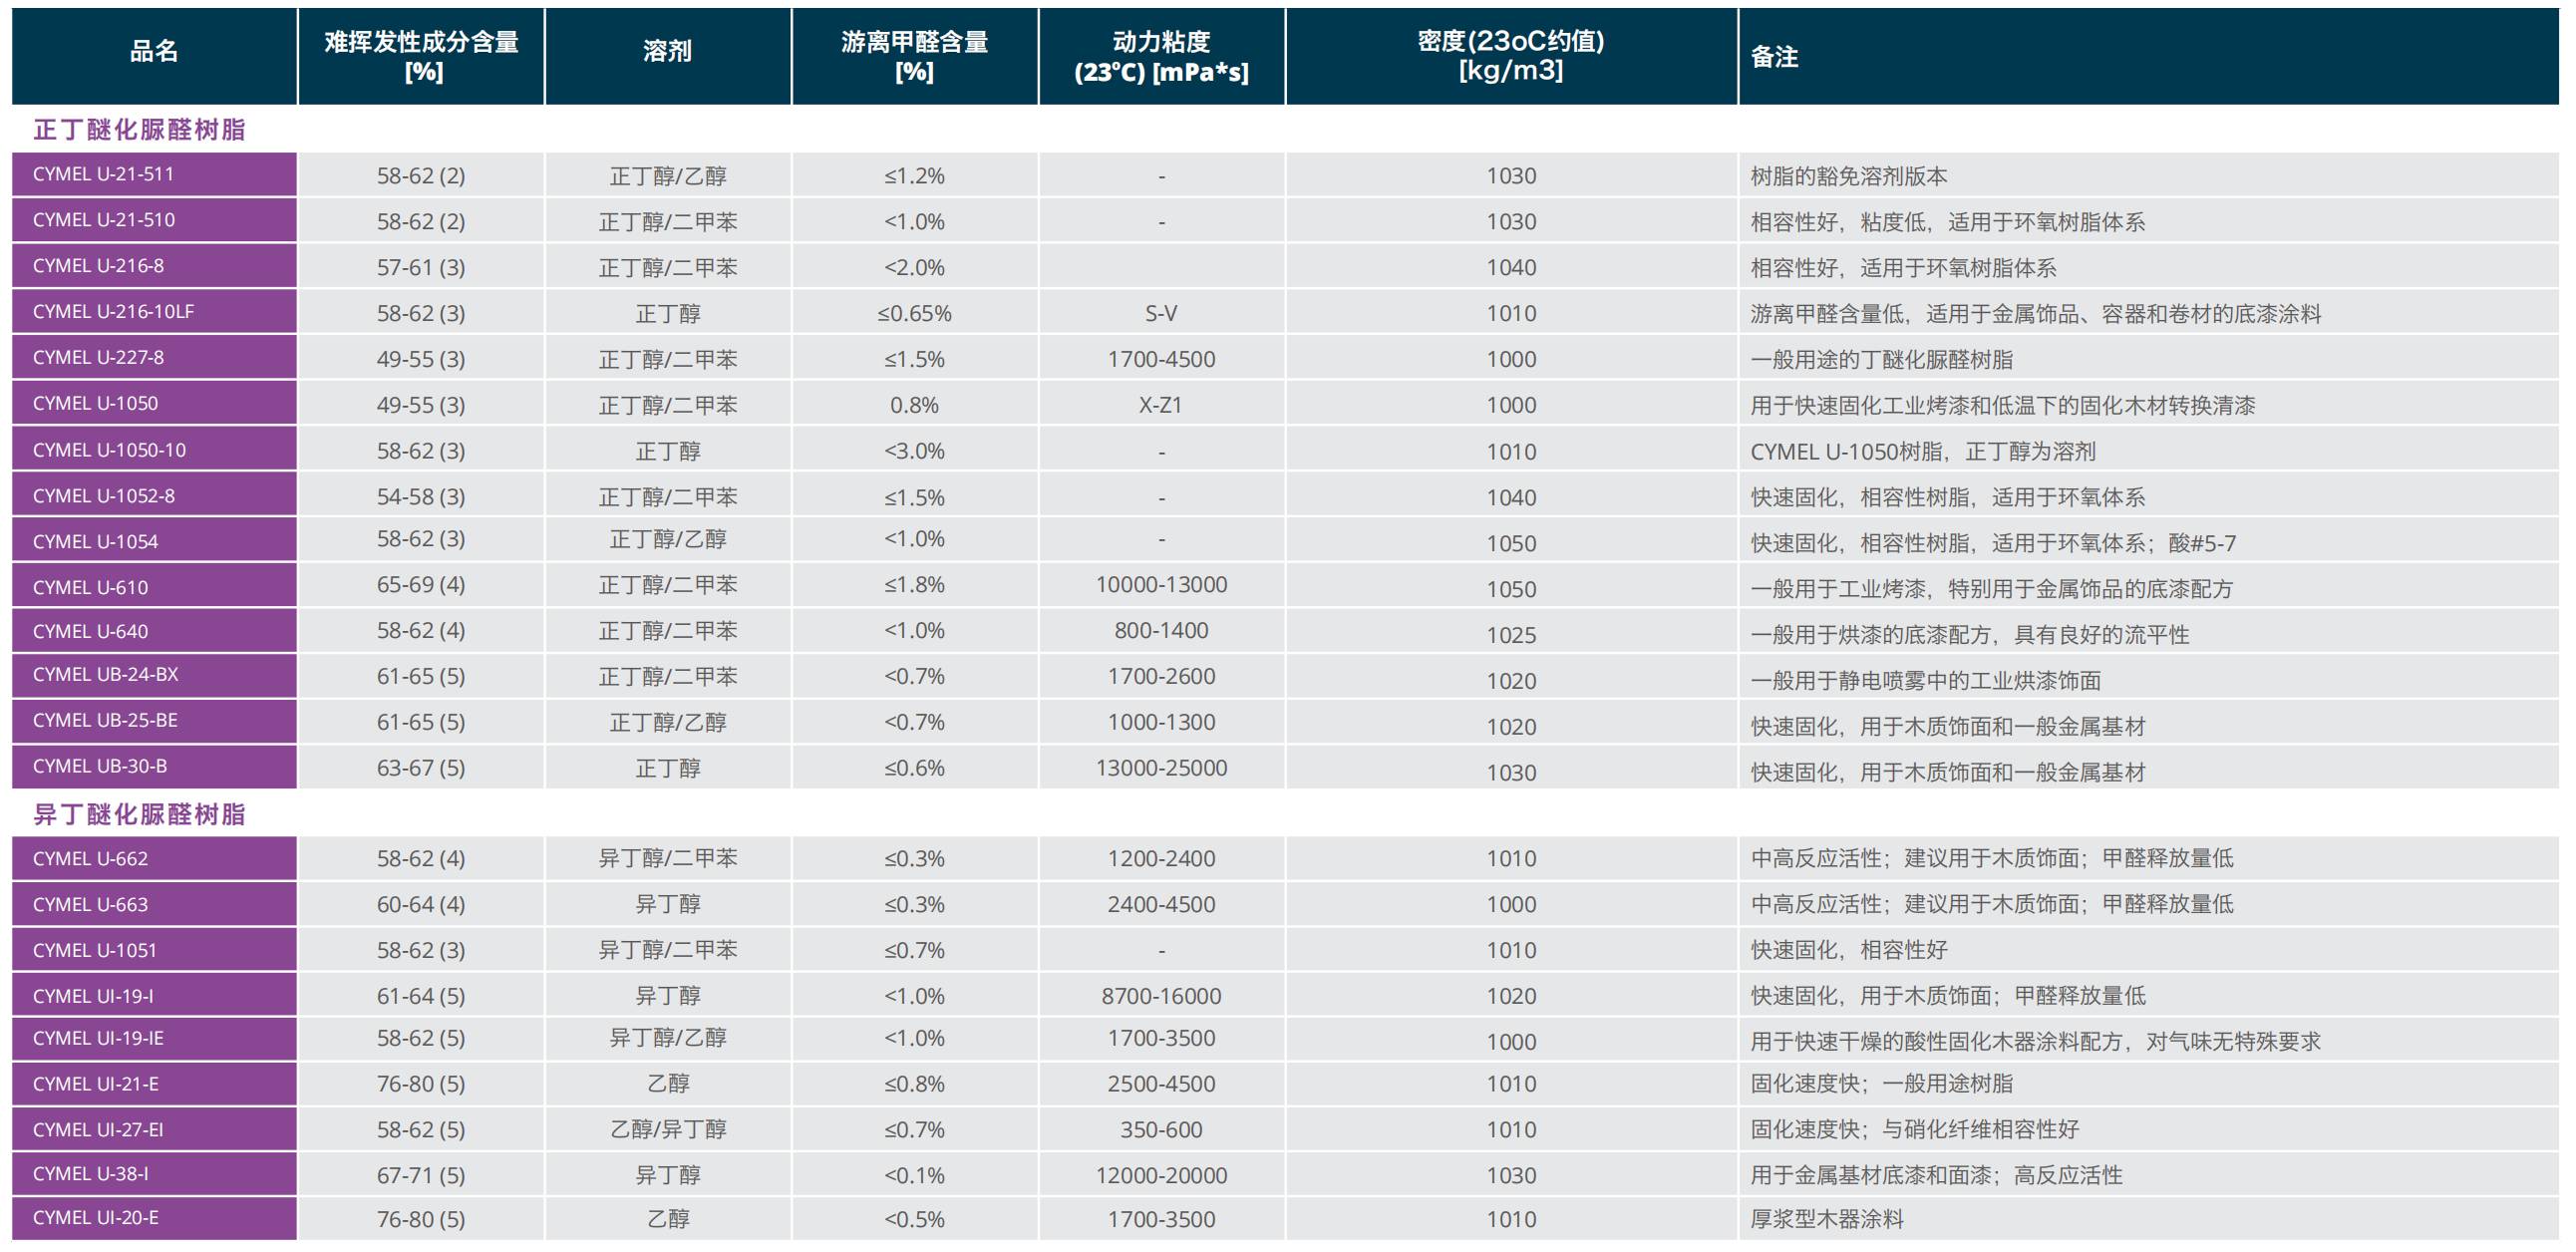 品名 难挥发性成分含量 [%] 溶剂 游离甲醛含量 [%] 动力粘度 (23°C) [mPa*s] 密度(23oC约值) [kg/m3] 备注
正丁醚化脲醛树脂
CYMEL U-21-511 58-62 (2) 正丁醇/乙醇 ≤1.2% - 1030 树脂的豁免溶剂版本
CYMEL U-21-510 58-62 (2) 正丁醇/二甲苯 <1.0% - 1030 相容性好，粘度低，适用于环氧树脂体系
CYMEL U-216-8 57-61 (3) 正丁醇/二甲苯 <2.0% 1040 相容性好，适用于环氧树脂体系
CYMEL U-216-10LF 58-62 (3) 正丁醇 ≤0.65% S-V 1010 游离甲醛含量低，适用于金属饰品、容器和卷材的底漆涂料
CYMEL U-227-8 49-55 (3) 正丁醇/二甲苯 ≤1.5% 1700-4500 1000 一般用途的丁醚化脲醛树脂
CYMEL U-1050 49-55 (3) 正丁醇/二甲苯 0.8% X-Z1 1000 用于快速固化工业烤漆和低温下的固化木材转换清漆
CYMEL U-1050-10 58-62 (3) 正丁醇 <3.0% - 1010 CYMEL U-1050树脂，正丁醇为溶剂
CYMEL U-1052-8 54-58 (3) 正丁醇/二甲苯 ≤1.5% - 1040 快速固化，相容性树脂，适用于环氧体系
CYMEL U-1054 58-62 (3) 正丁醇/乙醇 <1.0% - 1050 快速固化，相容性树脂，适用于环氧体系；酸#5-7
CYMEL U-610 65-69 (4) 正丁醇/二甲苯 ≤1.8% 10000-13000 1050 一般用于工业烤漆，特别用于金属饰品的底漆配方
CYMEL U-640 58-62 (4) 正丁醇/二甲苯 <1.0% 800-1400 1025 一般用于烘漆的底漆配方，具有良好的流平性
CYMEL UB-24-BX 61-65 (5) 正丁醇/二甲苯 <0.7% 1700-2600 1020 一般用于静电喷雾中的工业烘漆饰面
CYMEL UB-25-BE 61-65 (5) 正丁醇/乙醇 <0.7% 1000-1300 1020 快速固化，用于木质饰面和一般金属基材
CYMEL UB-30-B 63-67 (5) 正丁醇 ≤0.6% 13000-25000 1030 快速固化，用于木质饰面和一般金属基材
异丁醚化脲醛树脂
CYMEL U-662 58-62 (4) 异丁醇/二甲苯 ≤0.3% 1200-2400 1010 中高反应活性；建议用于木质饰面；甲醛释放量低
CYMEL U-663 60-64 (4) 异丁醇 ≤0.3% 2400-4500 1000 中高反应活性；建议用于木质饰面；甲醛释放量低
CYMEL U-1051 58-62 (3) 异丁醇/二甲苯 ≤0.7% - 1010 快速固化，相容性好
CYMEL UI-19-I 61-64 (5) 异丁醇 <1.0% 8700-16000 1020 快速固化，用于木质饰面；甲醛释放量低
CYMEL UI-19-IE 58-62 (5) 异丁醇/乙醇 <1.0% 1700-3500 1000 用于快速干燥的酸性固化木器涂料配方，对气味无特殊要求
CYMEL UI-21-E 76-80 (5) 乙醇 ≤0.8% 2500-4500 1010 固化速度快；一般用途树脂
CYMEL UI-27-EI 58-62 (5) 乙醇/异丁醇 ≤0.7% 350-600 1010 固化速度快；与硝化纤维相容性好
CYMEL U-38-I 67-71 (5) 异丁醇 <0.1% 12000-20000 1030 用于金属基材底漆和面漆；高反应活性
CYMEL UI-20-E 76-80 (5) 乙醇 <0.5% 1700-3500 1010 厚浆型木器涂料